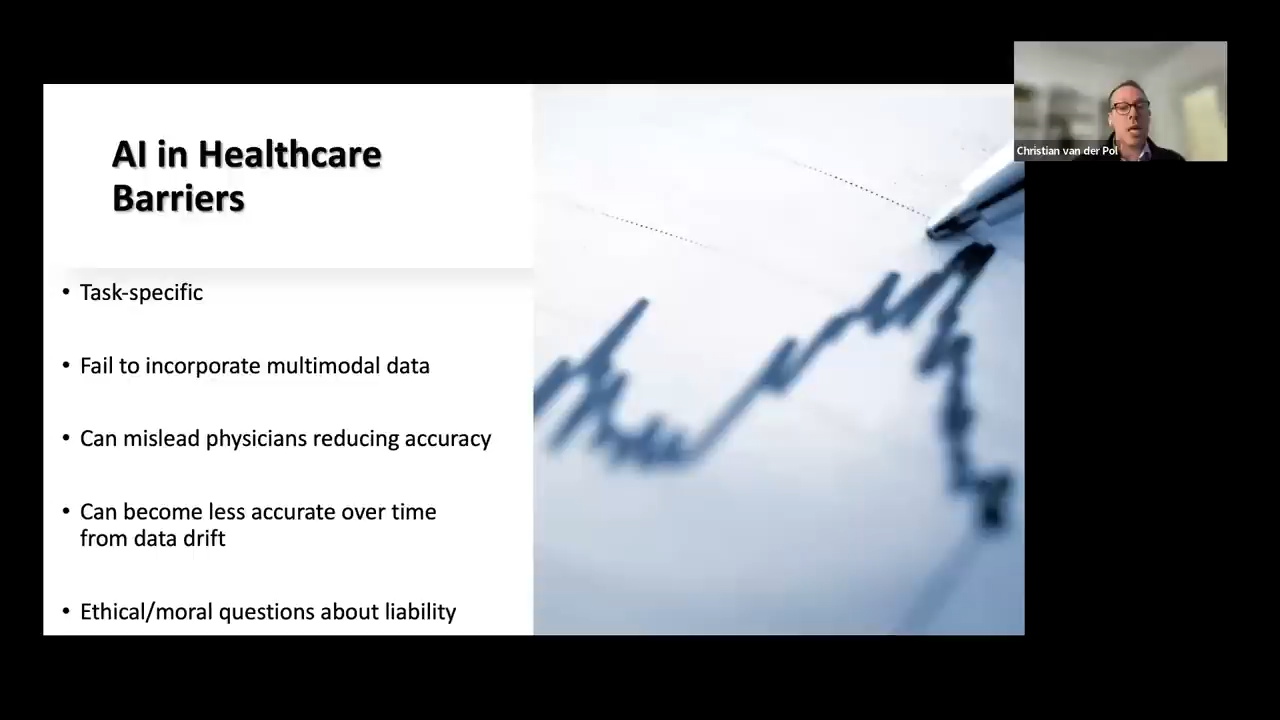 AI in Healthcare
Barriers
• Task-specific
• Fail to incorporate multimodal data
• Can mislead physicians reducing accuracy
• Can become less accurate over time
from data drift
• Ethical/moral questions about liability
Christian van der Pol